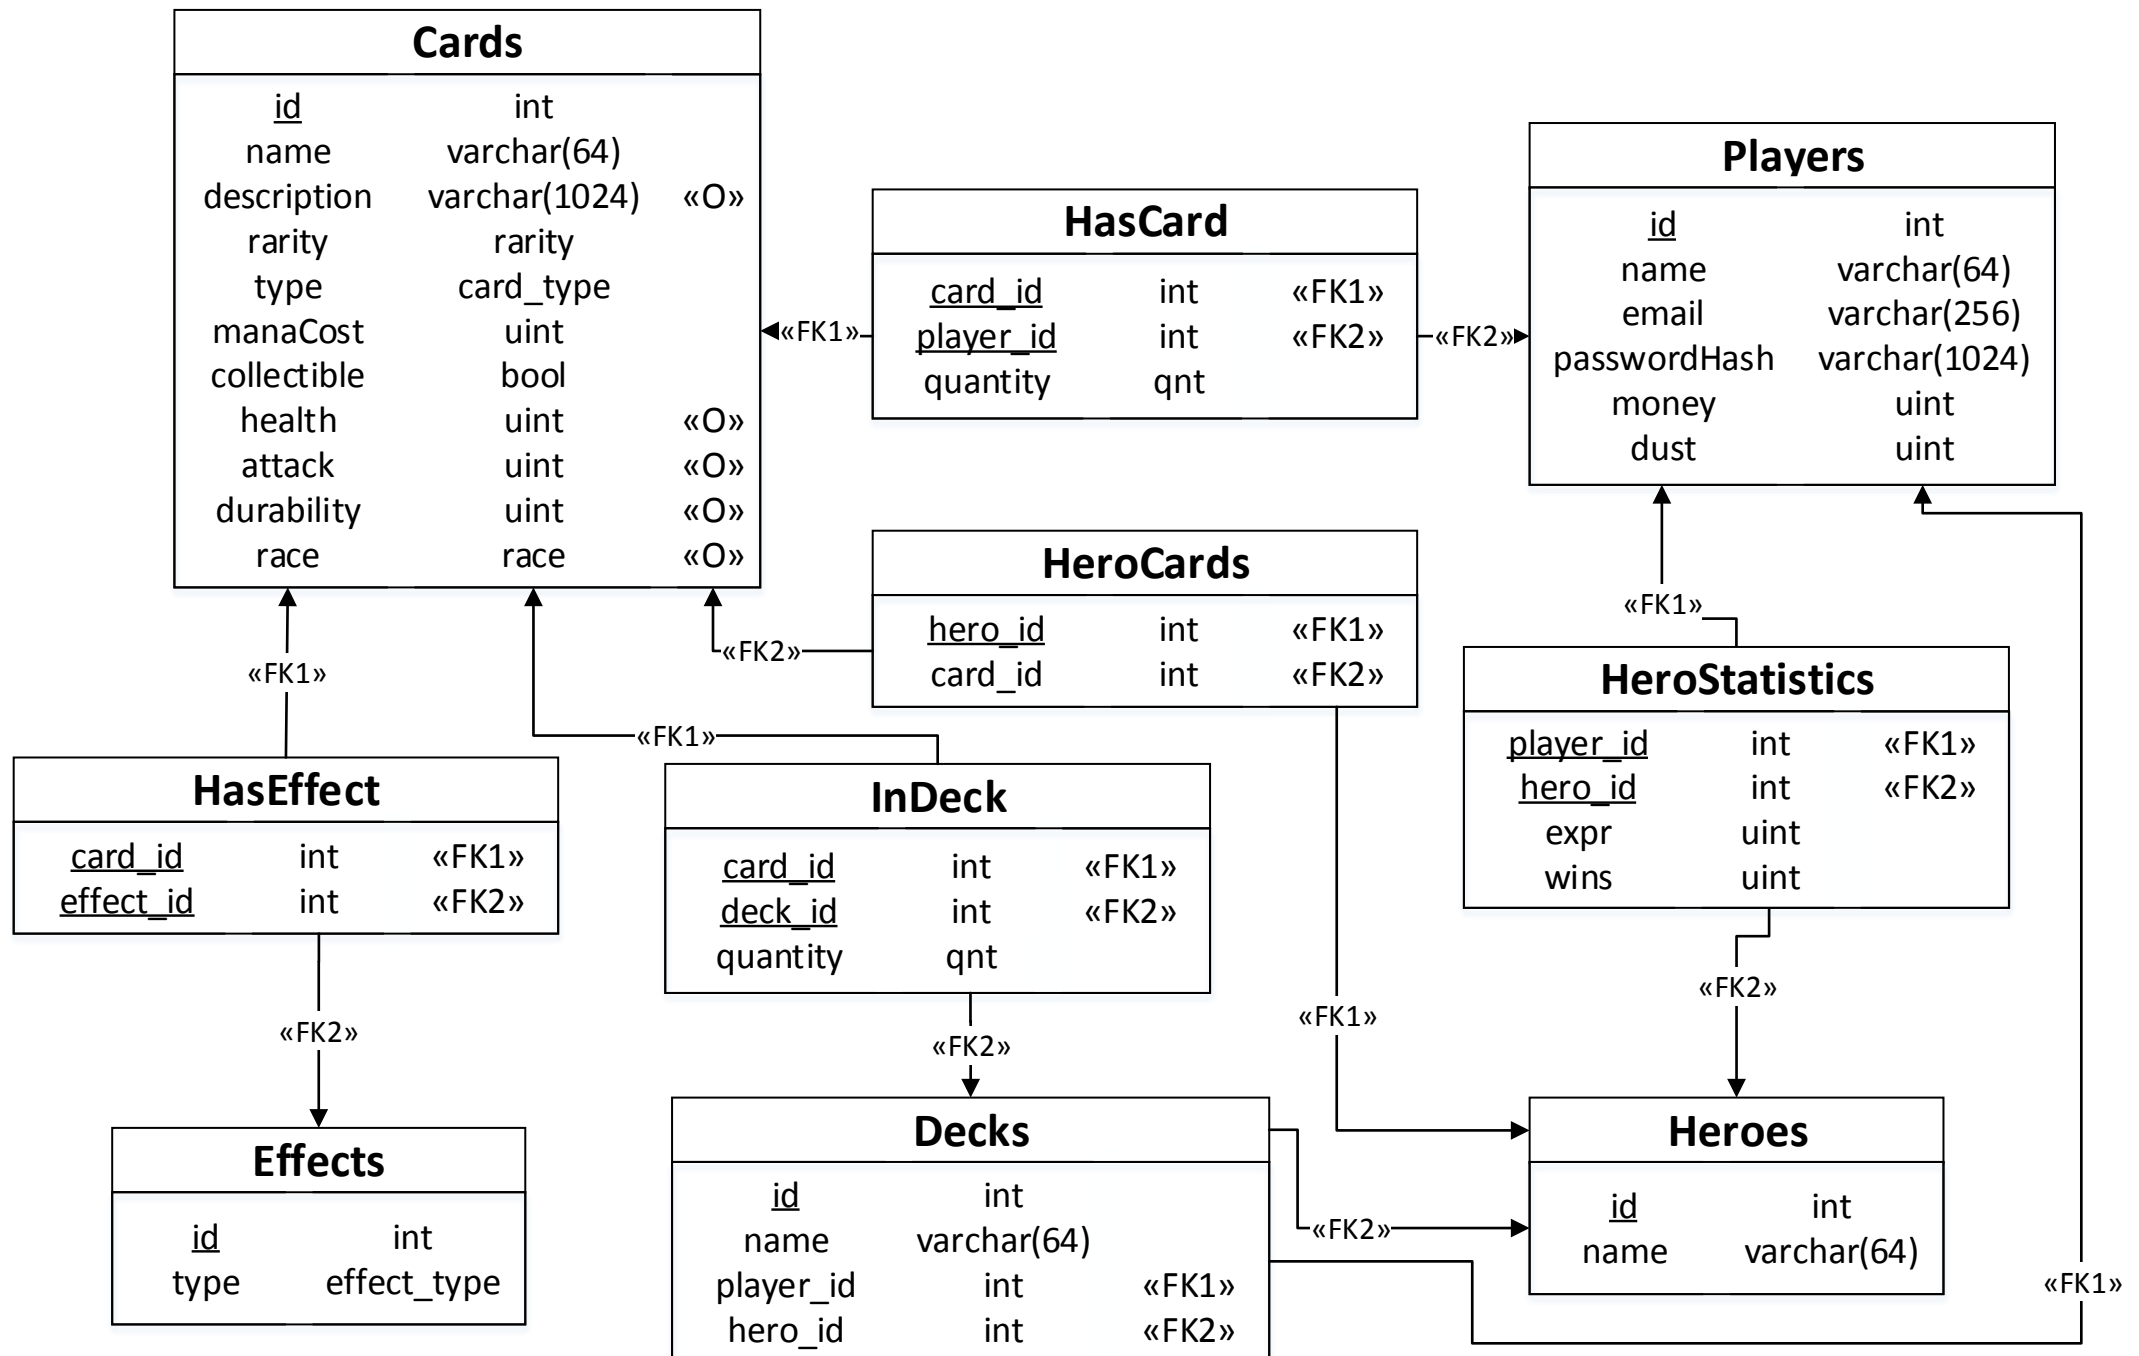 Cards
id int
name varchar(64)
description varchar(1024) «O»
rarity rarity
type card_type
manaCost uint
collectible bool
health uint «O»
attack uint «O»
durability uint «O»
race race «O»
HasCard
card_id int «FK1»
player_id int «FK2»
quantity qnt
«FK1»
«FK2»
Players
id int
name varchar(64)
email varchar(256)
passwordHash varchar(1024)
money uint
dust uint
HeroCards
hero_id int «FK1»
card_id int «FK2»
«FK2»
«FK1»
HeroStatistics
player_id int «FK1»
hero_id int «FK2»
expr uint
wins uint
«FK1»
«FK1»
HasEffect
card_id int «FK1»
effect_id int «FK2»
InDeck
card_id int «FK1»
deck_id int «FK2»
quantity qnt
«FK2»
«FK1»
«FK2»
«FK2»
Effects
id int
type effect_type
Decks
id int
name varchar(64)
player_id int «FK1»
hero_id int «FK2»
«FK2»
Heroes
id int
name varchar(64)
«FK1»